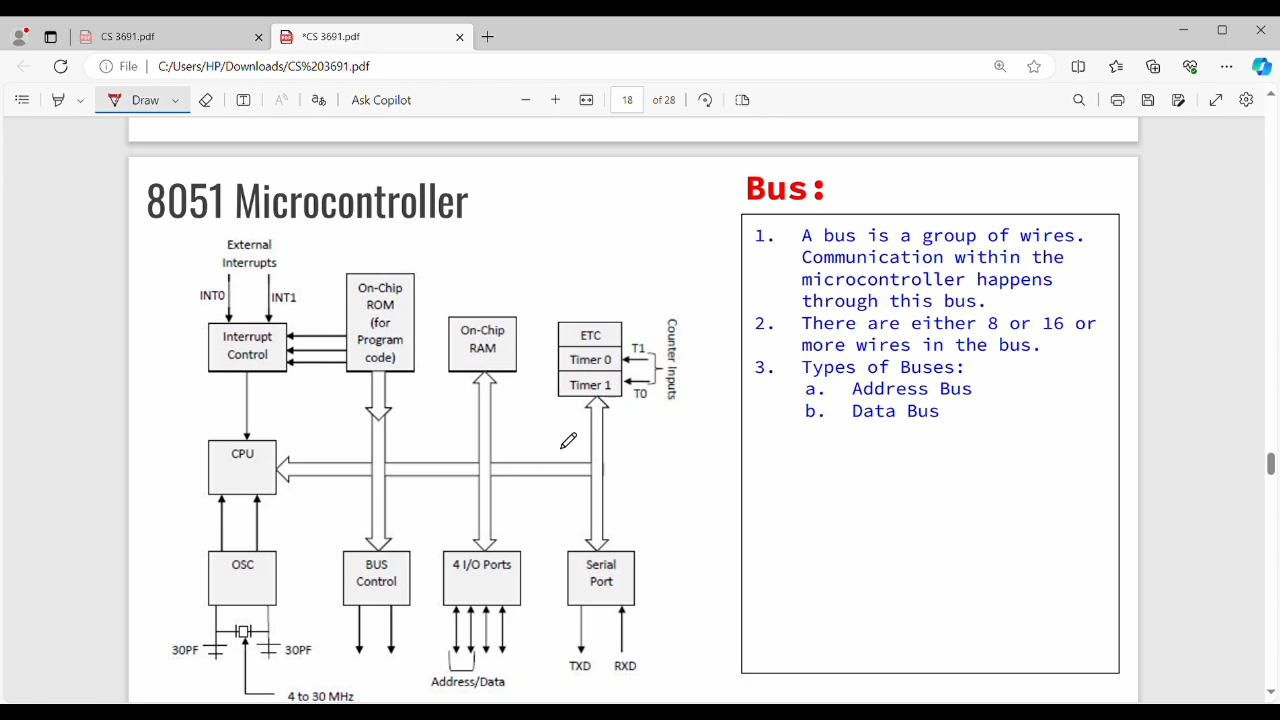 CS 3691.pdf
*CS 3691.pdf
File
C:/Users/HP/Downloads/CS%203691.pdf
Draw
Ask Copilot
18 of 28
8051 Microcontroller
External
Interrupts
INT0
INT1
Interrupt
Control
On-Chip
ROM
(for
Program
code)
On-Chip
RAM
ETC
Timer 0
Timer 1
T1
T0
Counter Inputs
CPU
OSC
BUS
Control
4 I/O Ports
Serial
Port
30PF
30PF
4 to 30 MHz
Address/Data
TXD
RXD
Bus:
1. A bus is a group of wires.
Communication within the
microcontroller happens
through this bus.
2. There are either 8 or 16 or
more wires in the bus.
3. Types of Buses:
a. Address Bus
b. Data Bus